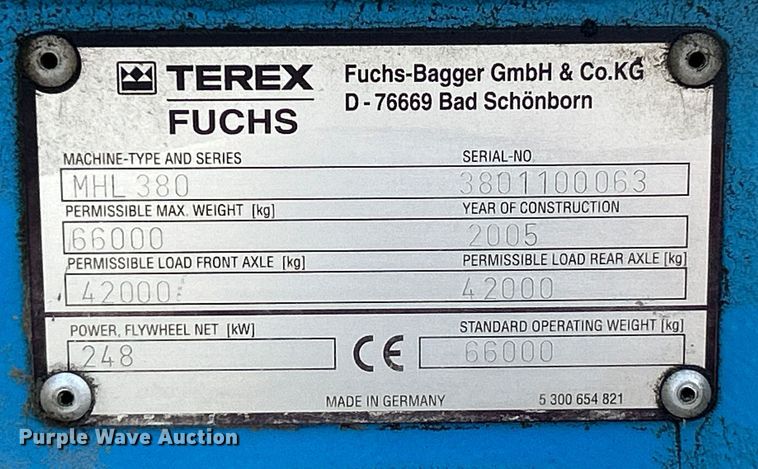 TEREX
FUCHS
Fuchs-Bagger GmbH & Co.KG
D - 76669 Bad Schönborn
MACHINE-TYPE AND SERIES SERIAL-NO.
MHL 380 3801100063
PERMISSIBLE MAX. WEIGHT [kg] YEAR OF CONSTRUCTION
66000 2005
PERMISSIBLE LOAD FRONT AXLE [kg] PERMISSIBLE LOAD REAR AXLE [kg]
42000 42000
POWER, FLYWHEEL NET [kW] STANDARD OPERATING WEIGHT [kg]
248 CE 66000
MADE IN GERMANY 5 300 654 821
Purple Wave Auction